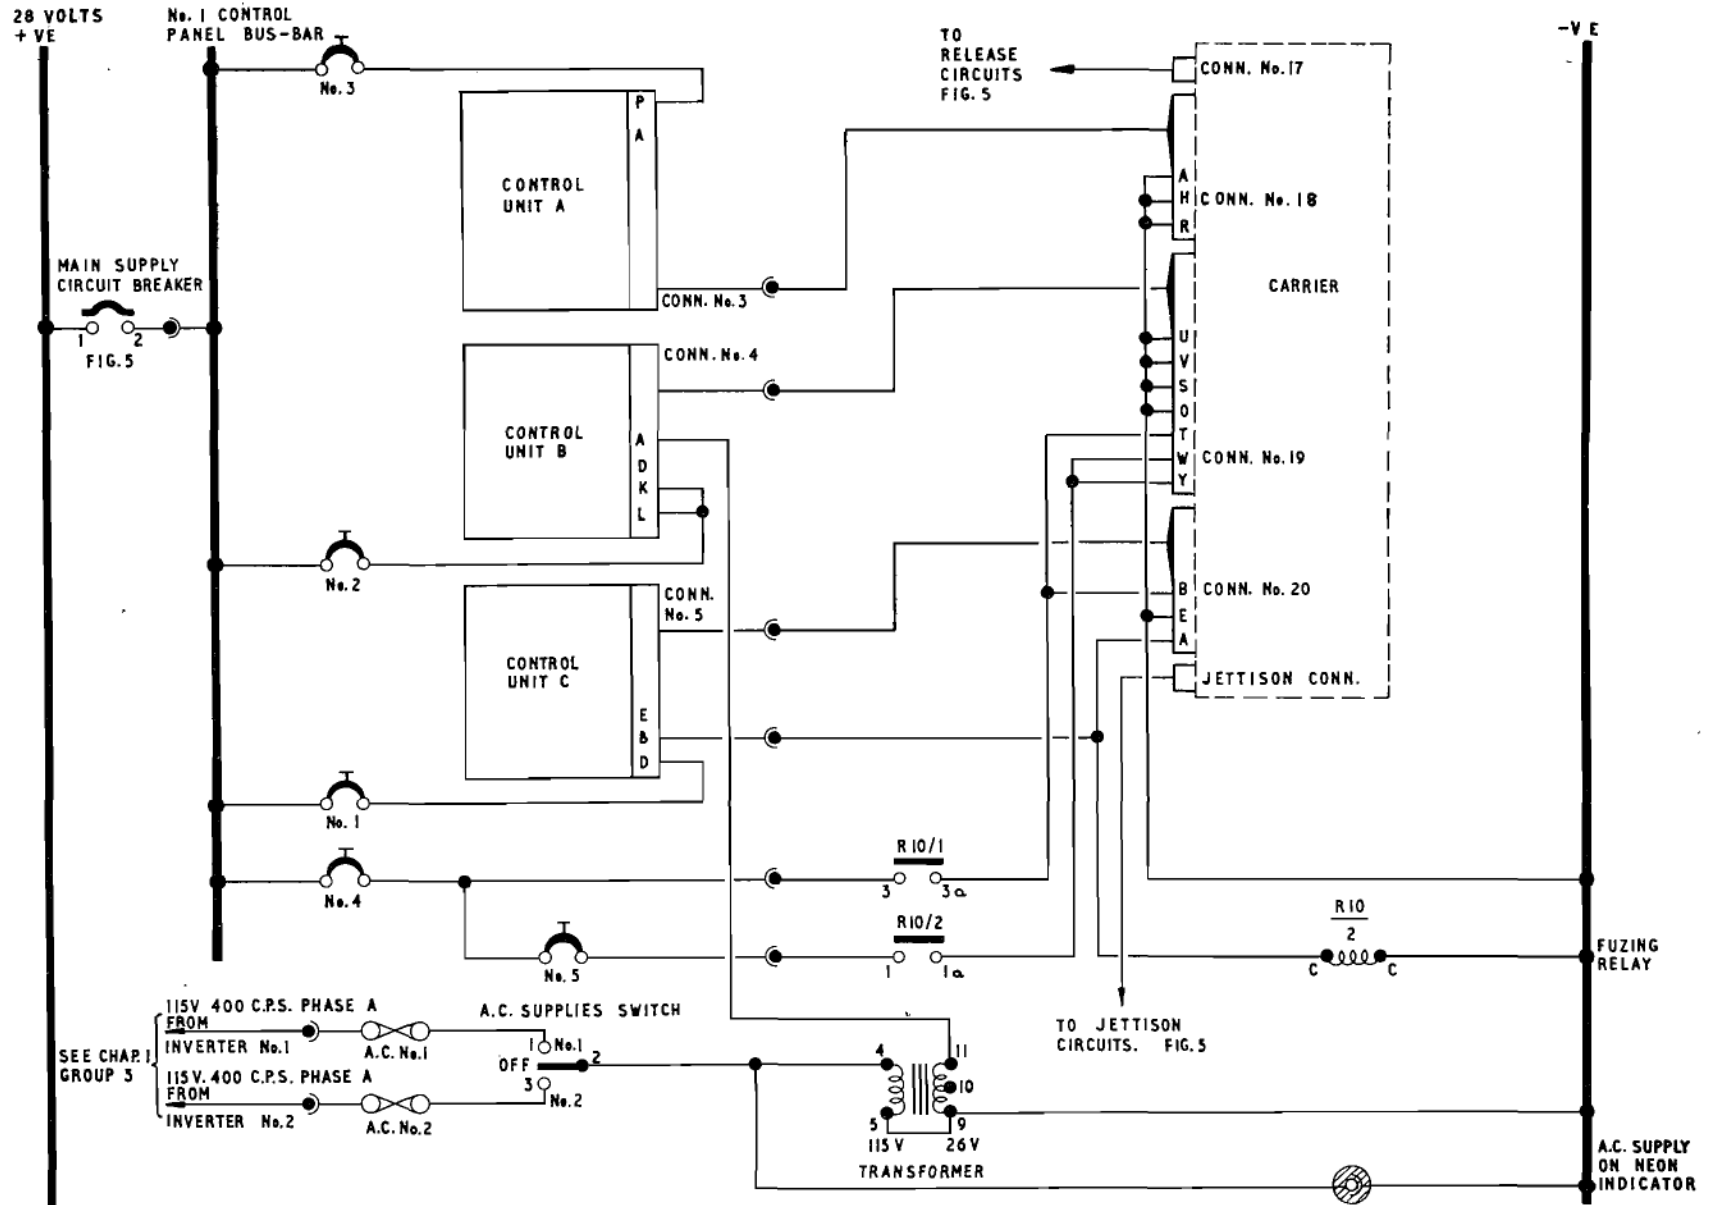 28 VOLTS
+ VE
No. 1 CONTROL
PANEL BUS-BAR
No.3
P
A
CONTROL
UNIT A
CONN. No.3
TO
RELEASE
CIRCUITS
FIG. 5
CONN. No.17
A
H
R
CONN. No.18
CARRIER
-VE
MAIN SUPPLY
CIRCUIT BREAKER
1
2
FIG.5
CONN. No.4
CONTROL
UNIT B
A
D
K
L
No.2
U
V
S
O
T
W
Y
CONN. No.19
CONN.
No. 5
CONTROL
UNIT C
E
B
D
No. 1
B
E
A
CONN. No. 20
JETTISON CONN.
No.4
No.5
R10/1
3
3a
R10/2
1
1a
R10
2
C
C
FUZING
RELAY
115V 400 C.P.S. PHASE A
FROM
INVERTER No.1
A.C. No.1
SEE CHAP. 1
GROUP 3
115V. 400 C.P.S. PHASE A
FROM
INVERTER No.2
A.C. No.2
A.C. SUPPLIES SWITCH
1
No.1
OFF
2
3
No.2
4
11
10
5
9
115V
26V
TRANSFORMER
TO JETTISON
CIRCUITS. FIG.5
A.C. SUPPLY
ON NEON
INDICATOR